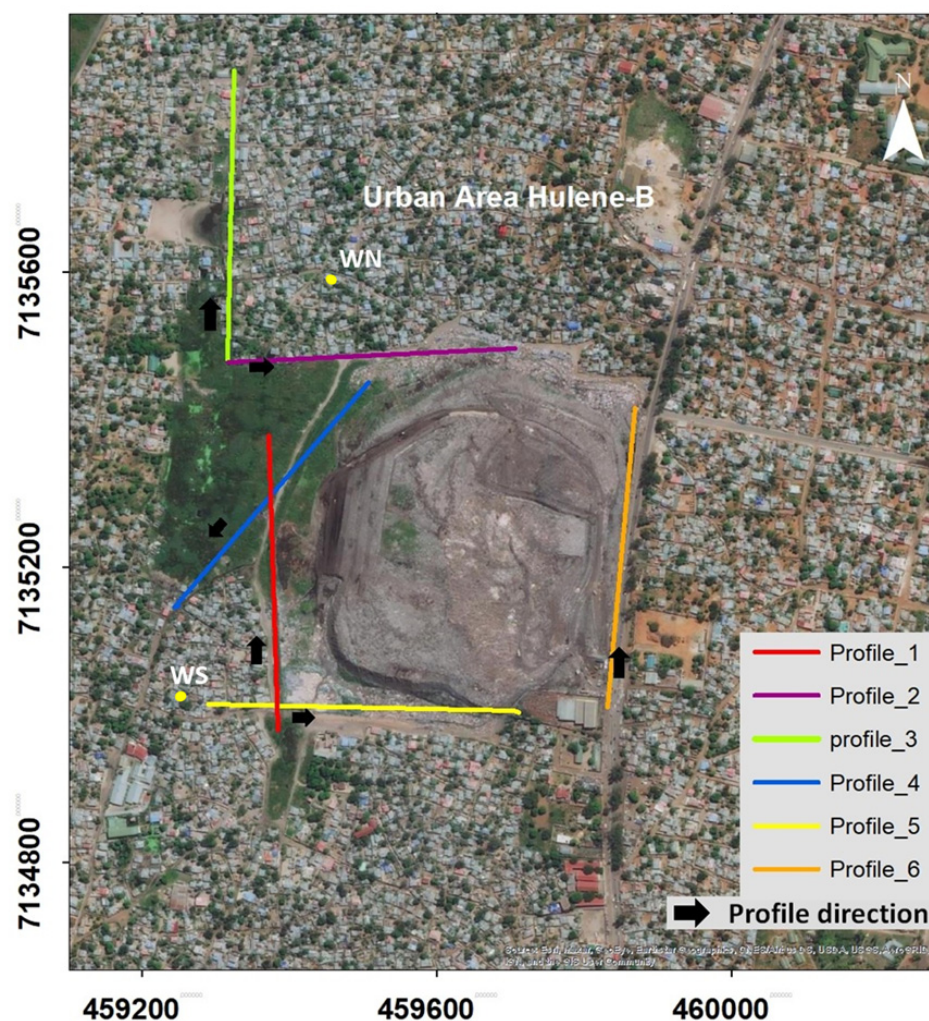 N
Urban Area Hulene-B
WN
WS
7135600
7135200
7134800
Profile_1
Profile_2
profile_3
Profile_4
Profile_5
Profile_6
Profile direction
459200
459600
460000